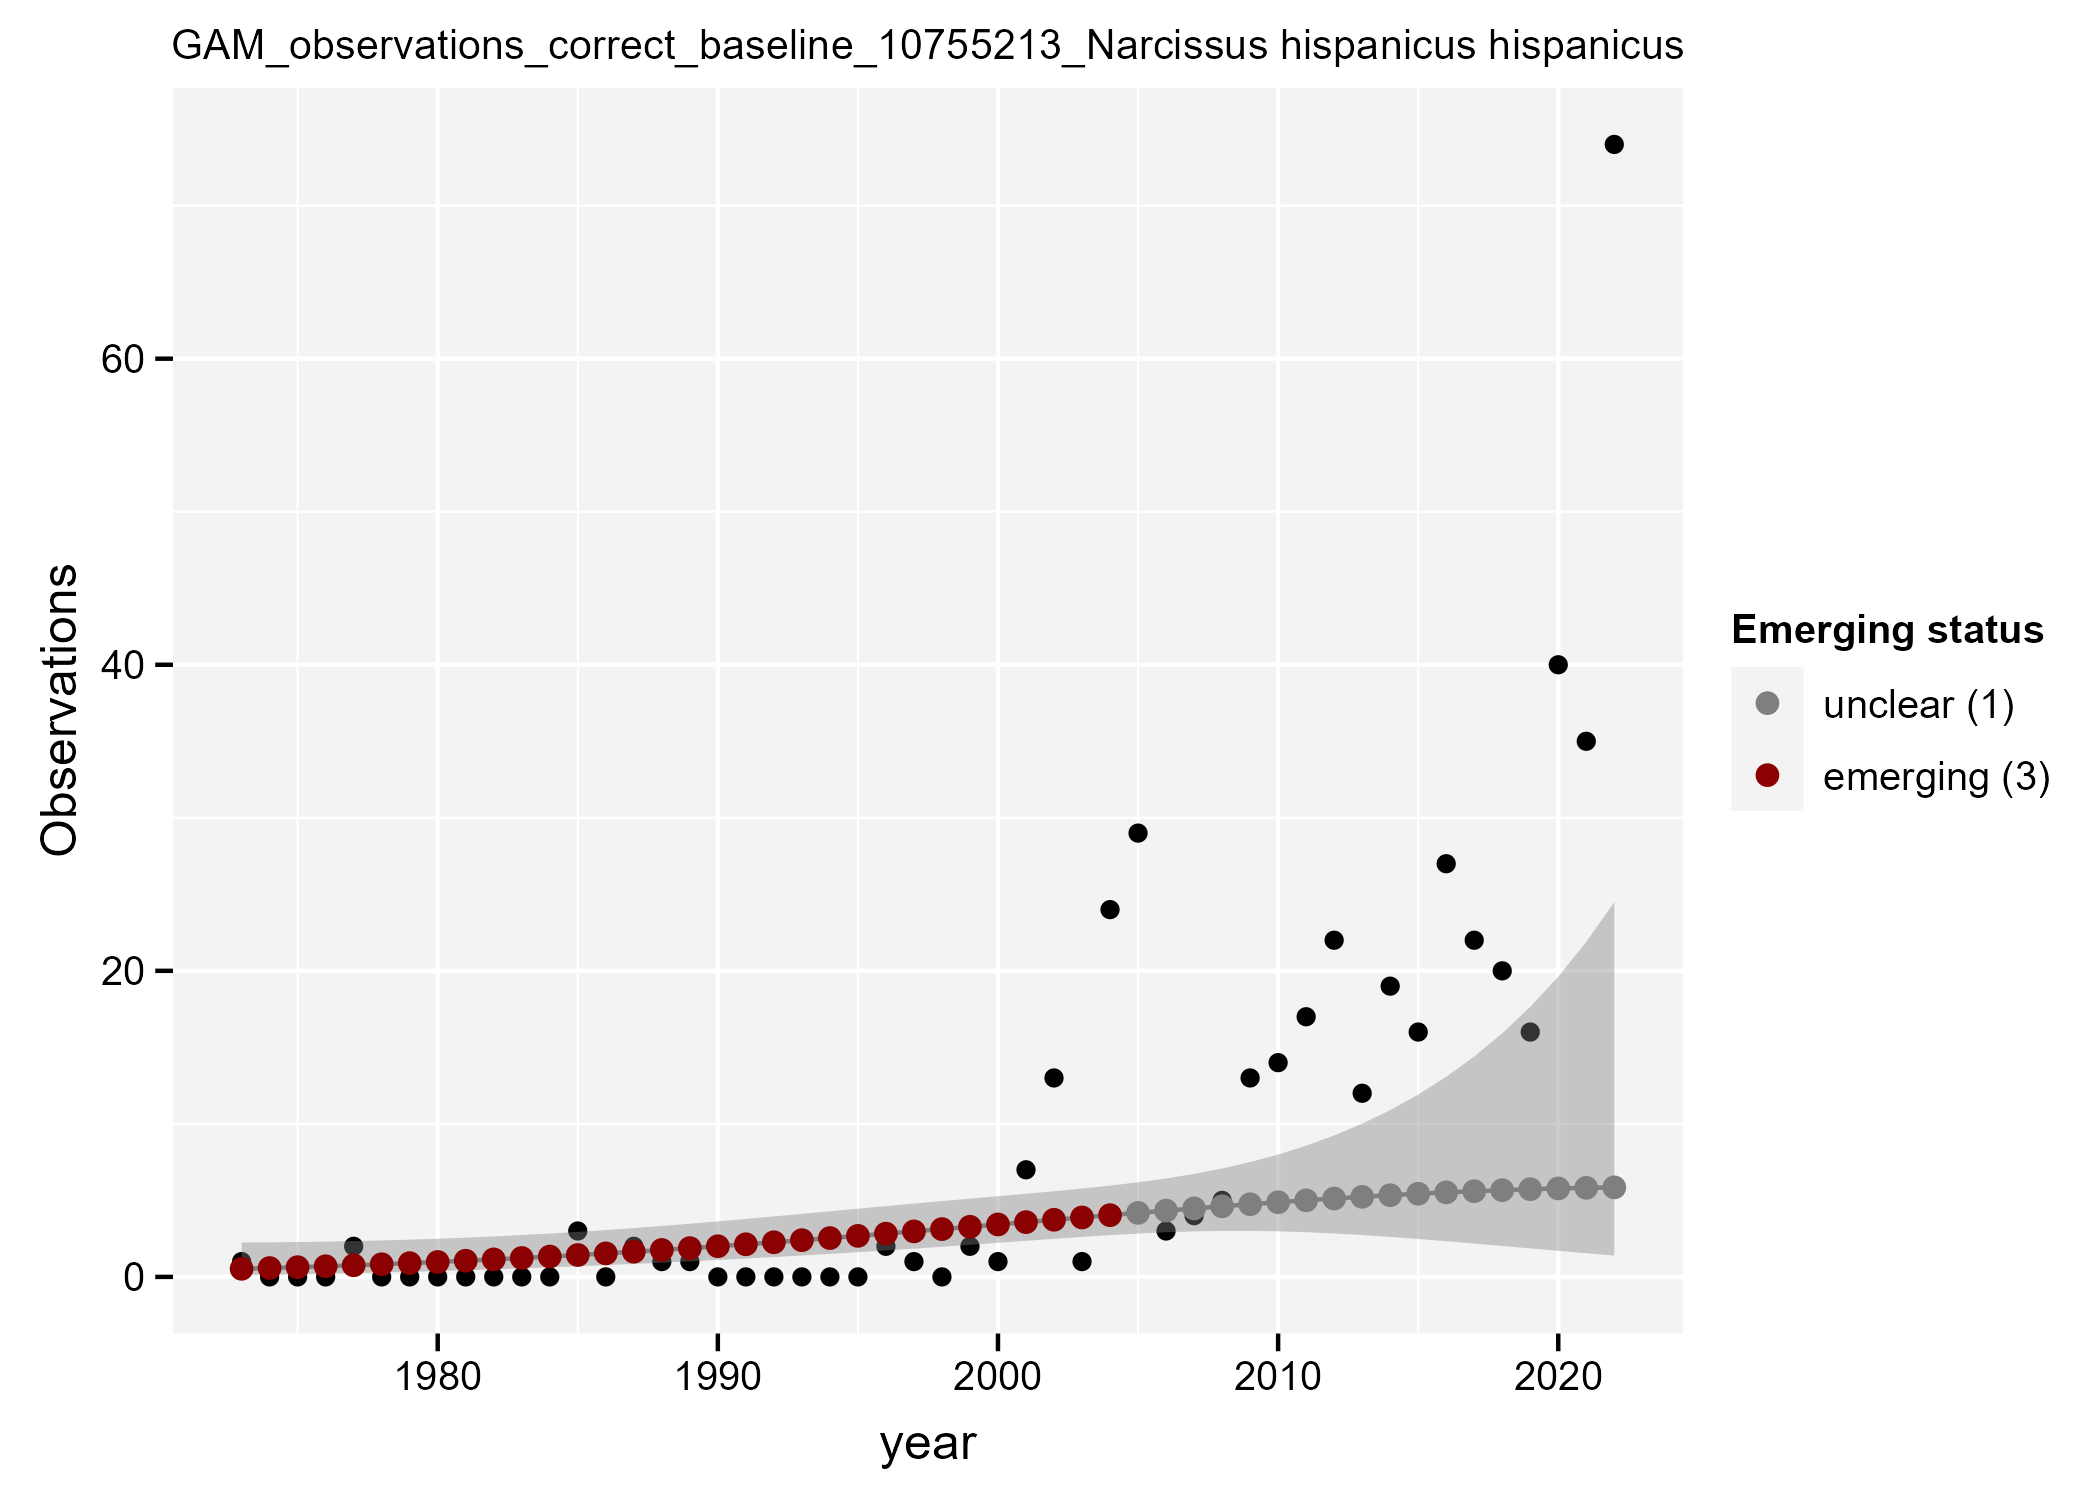 GAM_observations_correct_baseline_10755213_Narcissus hispanicus hispanicus
Observations
60
40
20
0
1980
1990
2000
2010
2020
year
Emerging status
unclear (1)
emerging (3)